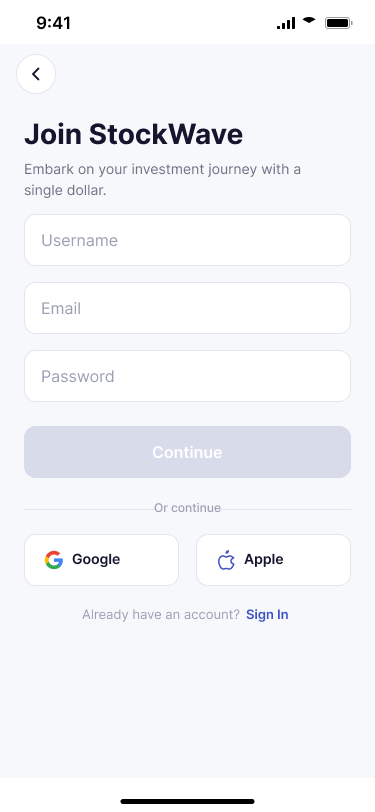 9:41
Join StockWave
Embark on your investment journey with a
single dollar.
Username
Email
Password
Continue
Or continue
Google
Apple
Already have an account? Sign In